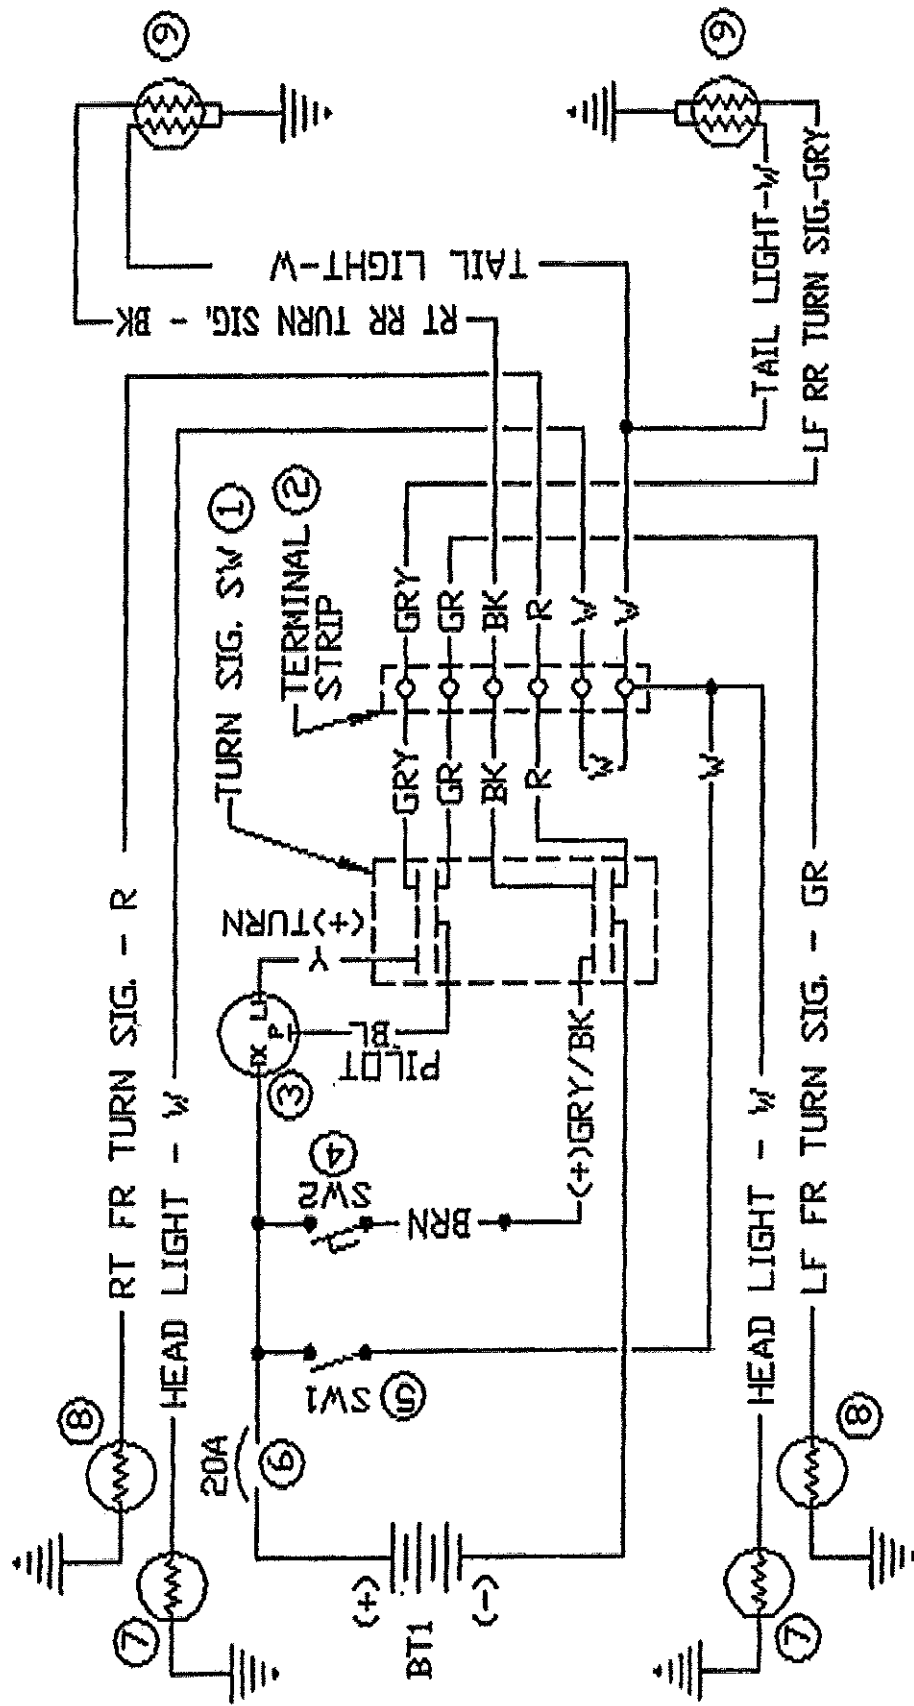 9
9
TAIL LIGHT-W
RT RR TURN SIG. - BK
TAIL LIGHT-W
LF RR TURN SIG.-GRY
TURN SIG. SW 1
TERMINAL 2
STRIP
GRY
GR
BK
R
W
W
GRY
GR
BK
R
W
W
(+)TURN
Y
L
P
X
BL
PILOT
3
(+)GRY/BK
4
SW2
BRN
5
SW1
6
20A
RT FR TURN SIG. - R
HEAD LIGHT - W
HEAD LIGHT - W
LF FR TURN SIG. - GR
8
8
7
7
(+)
(-)
BT1